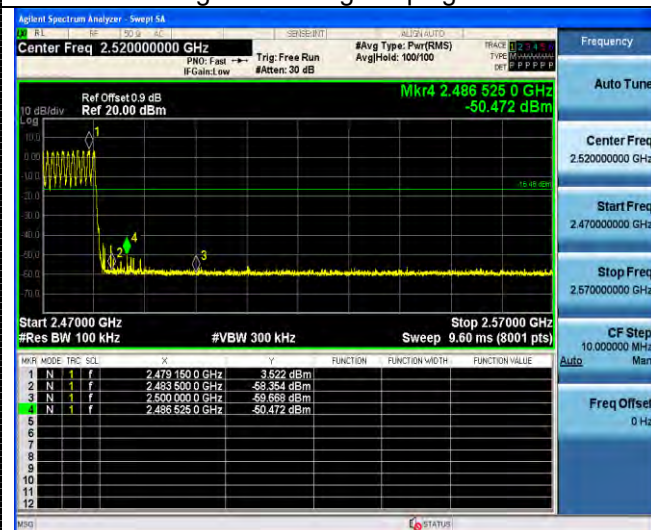 Agilent Spectrum Analyzer - Swept SA
RL RF 50 Ω AC SENSE:INT ALIGN AUTO
Center Freq 2.520000000 GHz
PNO: Fast
IFGain:Low
Trig: Free Run
#Atten: 30 dB
#Avg Type: Pwr(RMS)
Avg|Hold: 100/100
TRACE 1 2 3 4 5 6
TYPE M
DET P P P P P P
Frequency
Auto Tune
Mkr4 2.486 525 0 GHz
-50.472 dBm
Ref Offset 0.9 dB
Ref 20.00 dBm
10 dB/div
Log
10.0
0.00
-10.0
-20.0
-30.0
-40.0
-50.0
-60.0
-70.0
1
2
4
3
-16.48 dBm
Center Freq
2.520000000 GHz
Start Freq
2.470000000 GHz
Stop Freq
2.570000000 GHz
CF Step
10.000000 MHz
Auto Man
Freq Offset
0 Hz
Start 2.47000 GHz
#Res BW 100 kHz
#VBW 300 kHz
Stop 2.57000 GHz
Sweep 9.60 ms (8001 pts)
MKR MODE TRC SCL X Y FUNCTION FUNCTION WIDTH FUNCTION VALUE
1 N 1 f 2.479 150 0 GHz 3.522 dBm
2 N 1 f 2.483 500 0 GHz -58.354 dBm
3 N 1 f 2.500 000 0 GHz -59.668 dBm
4 N 1 f 2.486 525 0 GHz -50.472 dBm
5
6
7
8
9
10
11
12
MSG
STATUS